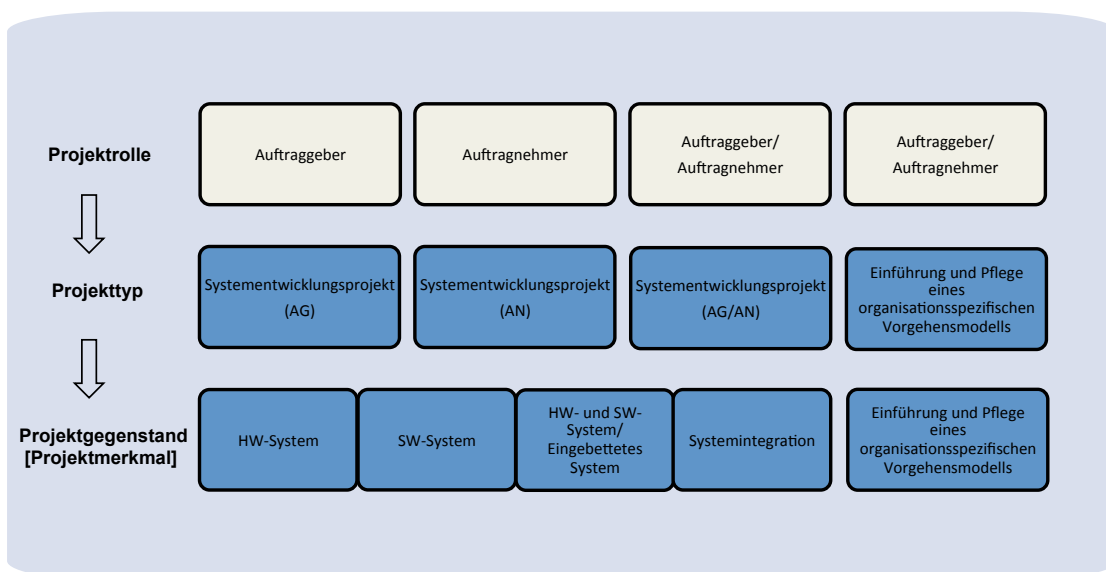 Projektrolle
Auftraggeber
Auftragnehmer
Auftraggeber/
Auftragnehmer
Auftraggeber/
Auftragnehmer
Projekttyp
Systementwicklungsprojekt
(AG)
Systementwicklungsprojekt
(AN)
Systementwicklungsprojekt
(AG/AN)
Einführung und Pflege
eines
organisationsspezifischen
Vorgehensmodells
Projektgegenstand
[Projektmerkmal]
HW-System
SW-System
HW- und SW-
System/
Eingebettetes
System
Systemintegration
Einführung und Pflege
eines
organisationsspezifischen
Vorgehensmodells